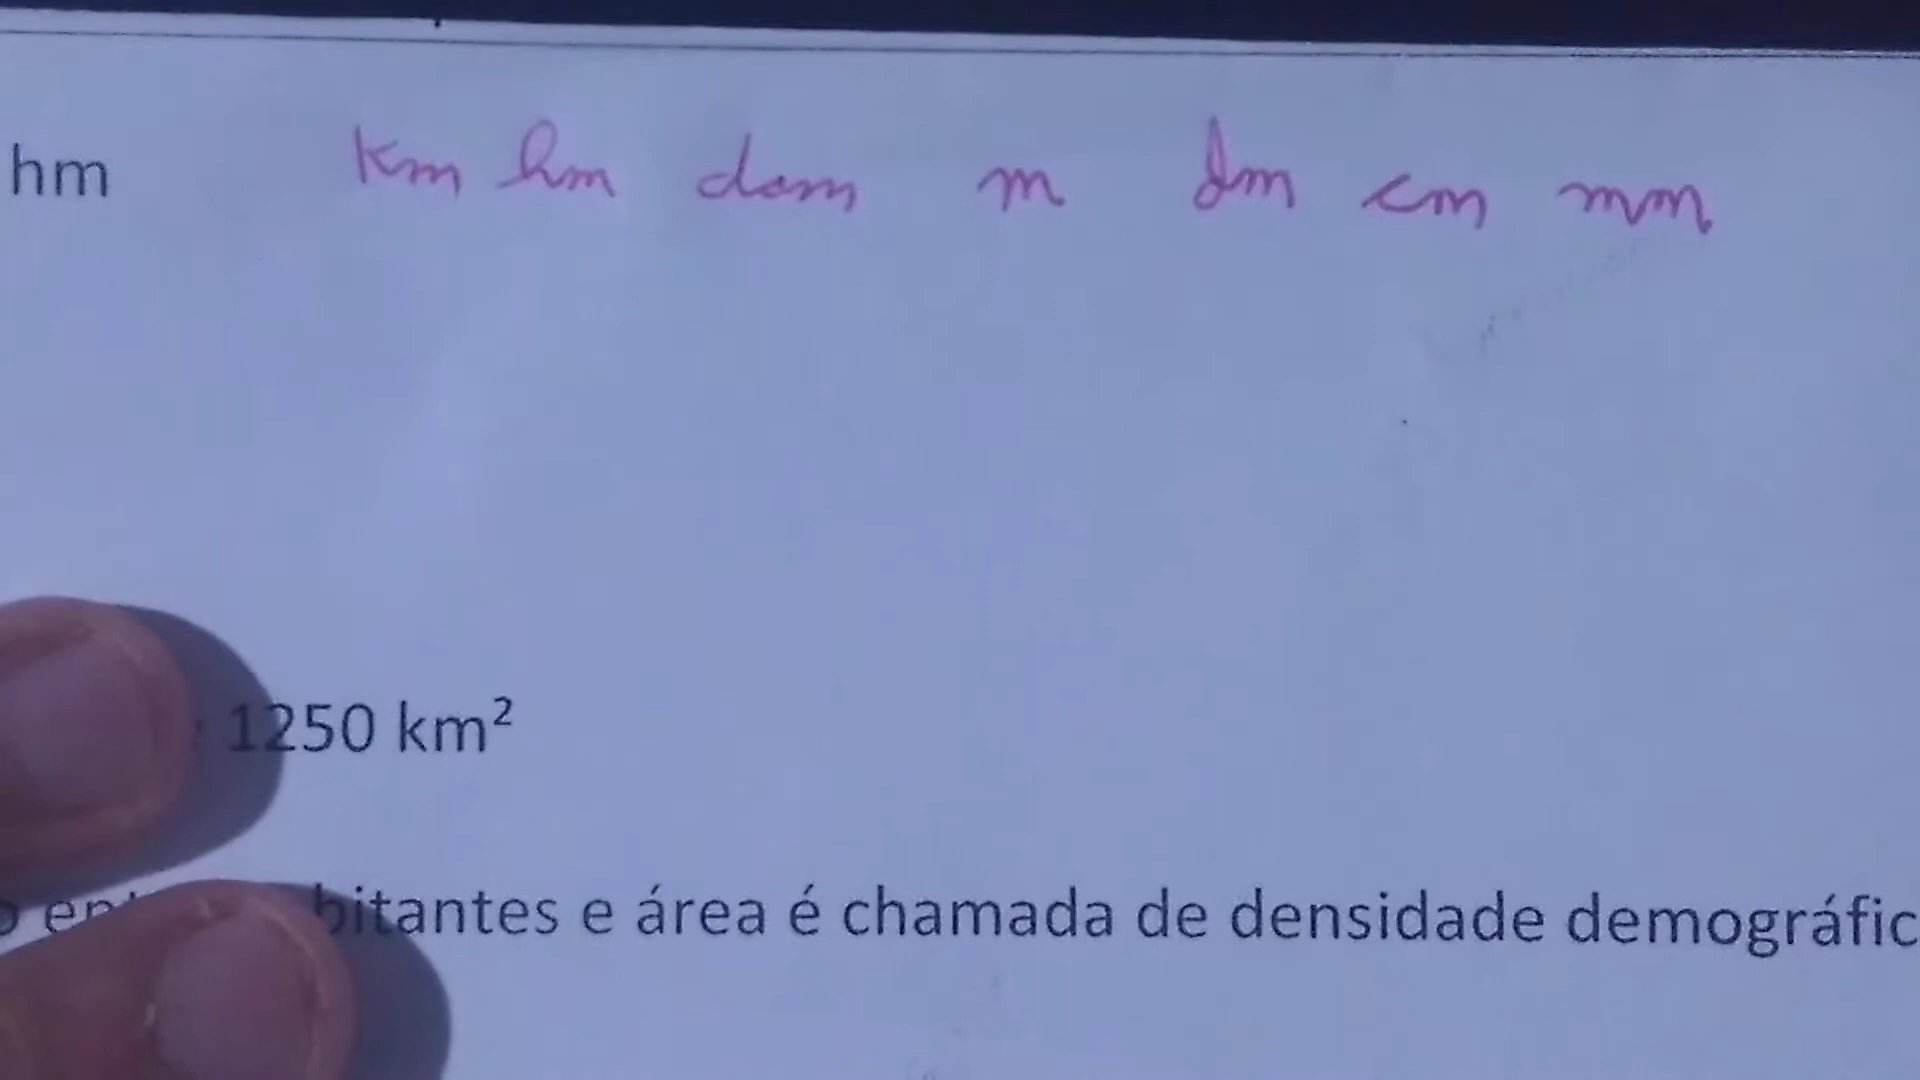 hm km hm dam m dm cm mm
: 1250 km²
bitantes e área é chamada de densidade demográfic